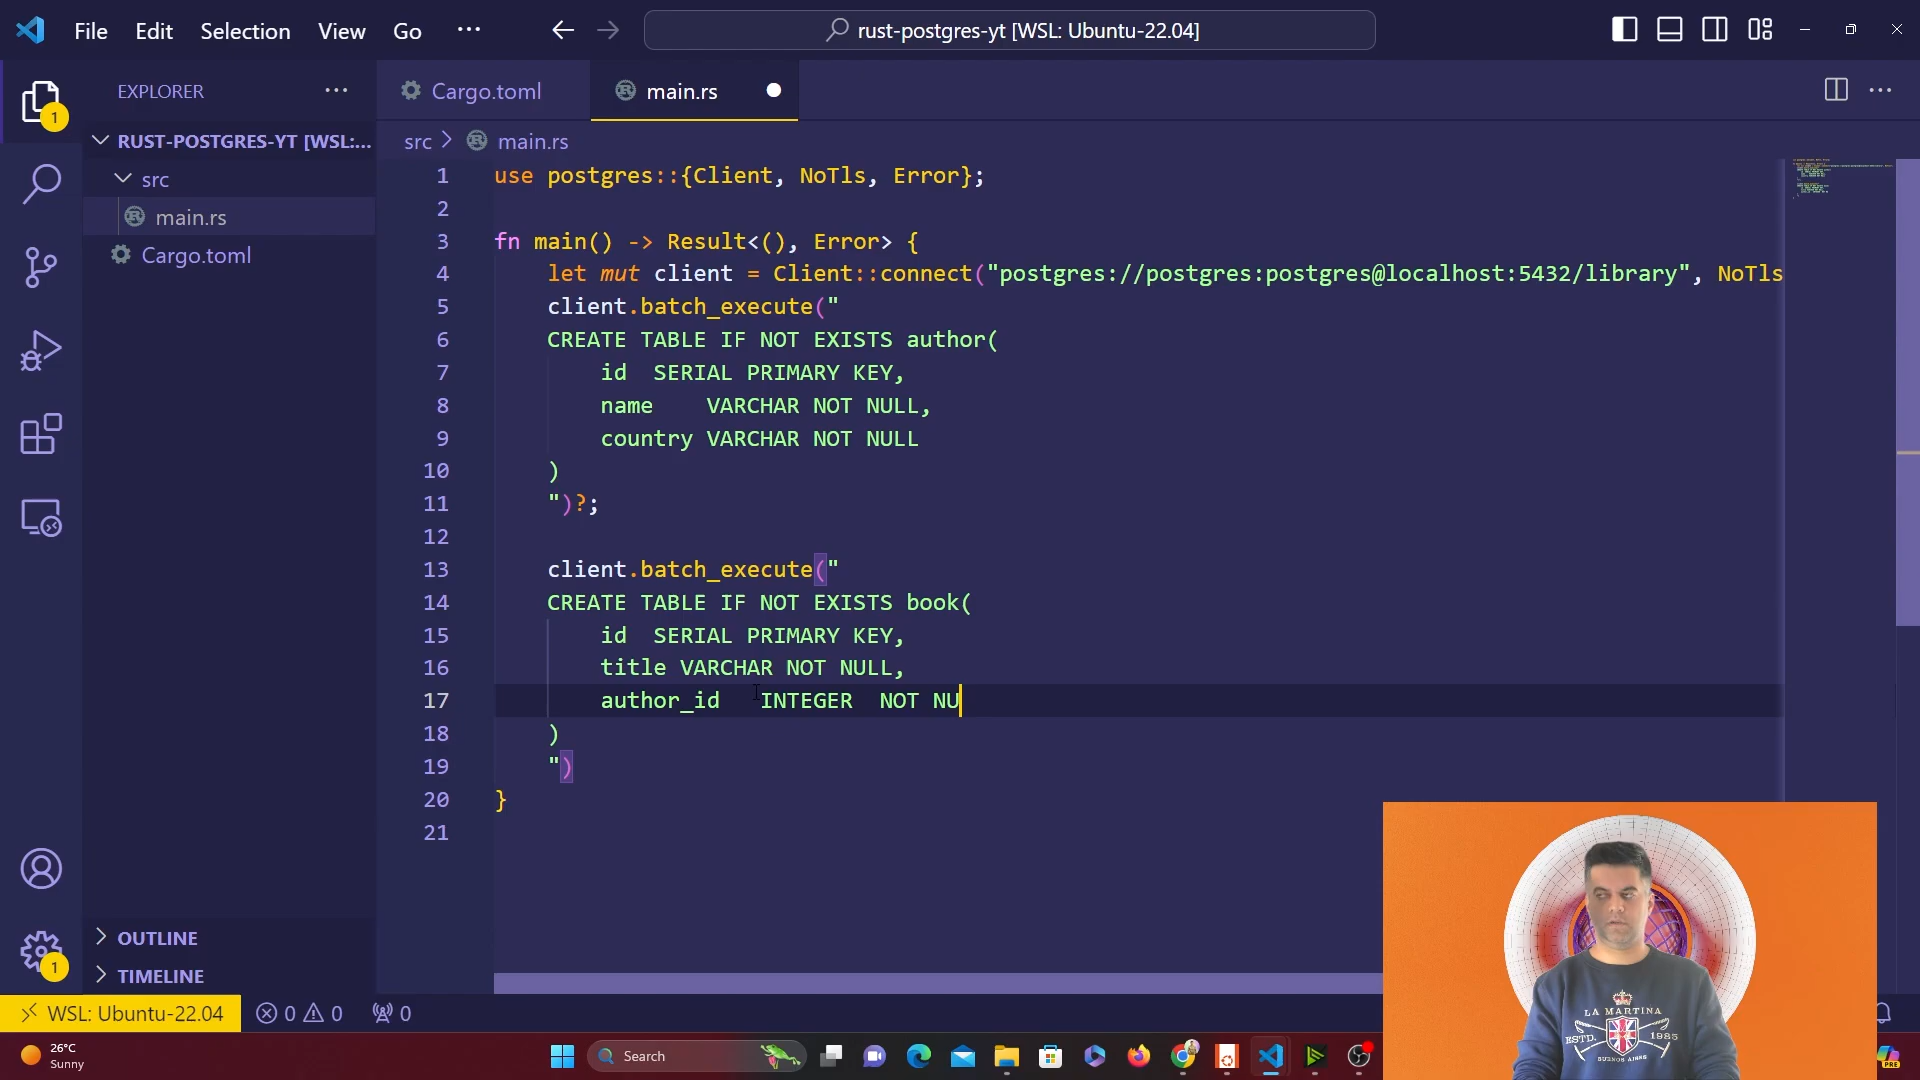 File Edit Selection View Go ···
rust-postgres-yt [WSL: Ubuntu-22.04]
EXPLORER ···
Cargo.toml
main.rs
···
1
RUST-POSTGRES-YT [WSL:...
src
main.rs
Cargo.toml
src > main.rs
1 use postgres::{Client, NoTls, Error};
2
3 fn main() -> Result<(), Error> {
4 let mut client = Client::connect("postgres://postgres:postgres@localhost:5432/library", NoTls
5 client.batch_execute("
6 CREATE TABLE IF NOT EXISTS author(
7 id  SERIAL PRIMARY KEY,
8 name    VARCHAR NOT NULL,
9 country VARCHAR NOT NULL
10 )
11 ")?;
12
13 client.batch_execute("
14 CREATE TABLE IF NOT EXISTS book(
15 id  SERIAL PRIMARY KEY,
16 title VARCHAR NOT NULL,
17 author_id   INTEGER  NOT NU
18 )
19 ")
20 }
21
OUTLINE
TIMELINE
1
WSL: Ubuntu-22.04 0 0 0
26°C
Sunny
Search
PRE
LA MARTINA
ESTD. 1985
BUENOS AIRES